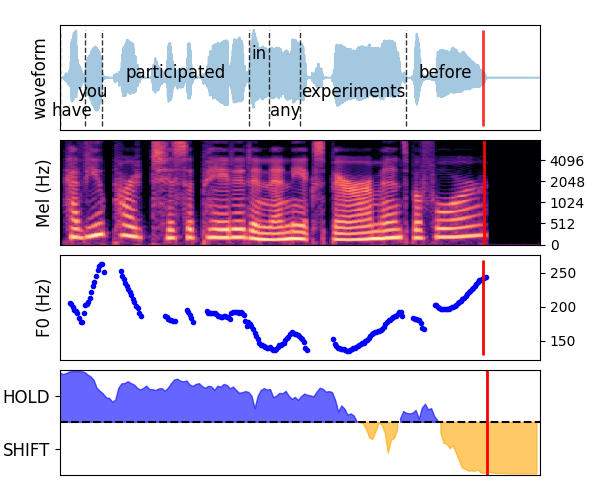 waveform
have
you
participated
in
any
experiments
before
Mel (Hz)
4096
2048
1024
512
0
F0 (Hz)
250
200
150
HOLD
SHIFT